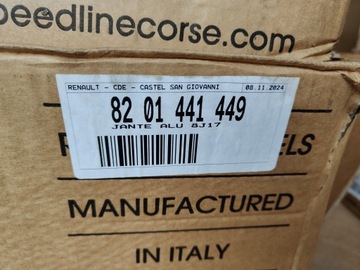 eedlinecorse.com
RENAULT - CDE - CASTEL SAN GIOVANNI 08.11.2024
82 01 441 449
JANTE ALU 8J17
ELS
MANUFACTURED
IN ITALY